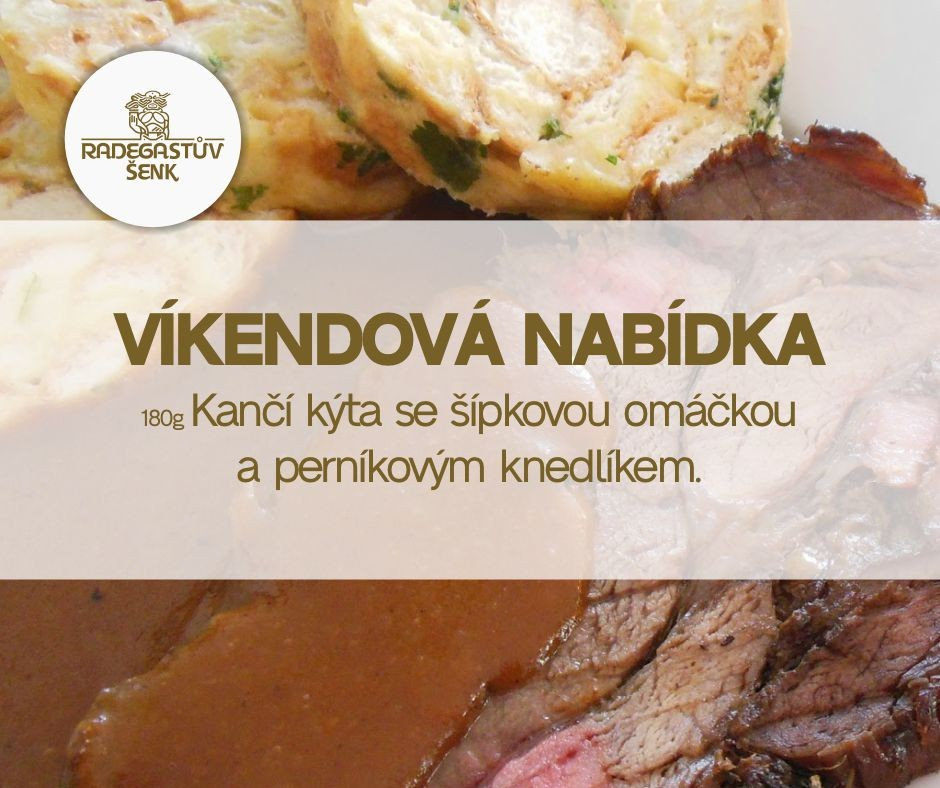 RADEGASTŮV
ŠENK
VÍKENDOVÁ NABÍDKA
180g Kančí kýta se šípkovou omáčkou
a perníkovým knedlíkem.